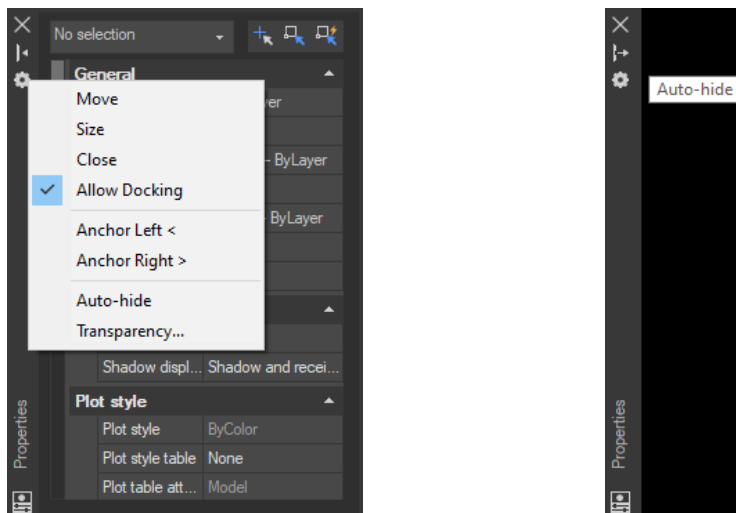 No selection
General
Move
Size
Close
Allow Docking
Anchor Left <
Anchor Right >
Auto-hide
Transparency...
- ByLayer
ByLayer
Shadow displ... Shadow and recei...
Plot style
Plot style ByColor
Plot style table None
Plot table att... Model
Properties
Auto-hide
Properties